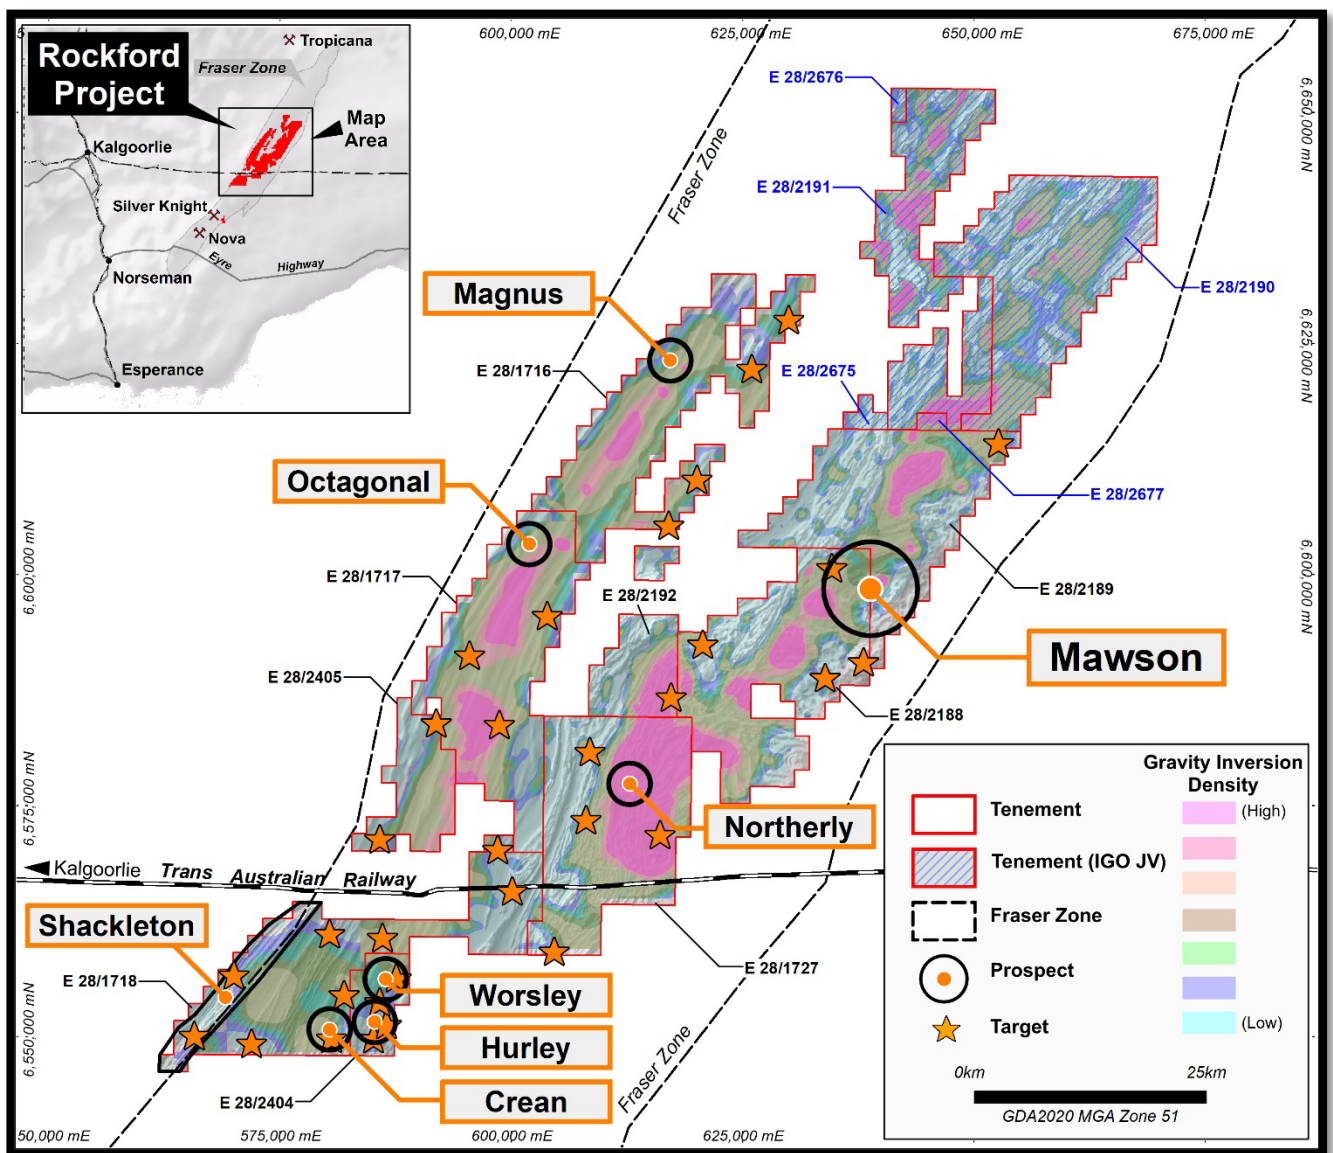 600,000 mE
625,000 mE
650,000 mE
675,000 mE
Rockford
Project
Tropicana
Fraser Zone
Map
Area
Kalgoorlie
Silver Knight
Nova
Norseman
Eyre
Highway
Esperance
6,650,000 mN
E 28/2676
Fraser Zone
E 28/2191
E 28/2190
Magnus
6,625,000 mN
E 28/1716
E 28/2675
Octagonal
E 28/2677
6,600,000 mN
6,600,000 mN
E 28/1717
E 28/2192
E 28/2189
Mawson
E 28/2405
E 28/2188
6,575,000 mN
Northerly
Kalgoorlie
Trans Australian Railway
Shackleton
E 28/1718
E 28/1727
Worsley
Hurley
Crean
6,550,000 mN
E 28/2404
Fraser Zone
Gravity Inversion
Density
Tenement
(High)
Tenement (IGO JV)
Fraser Zone
Prospect
Target
(Low)
0km
25km
GDA2020 MGA Zone 51
50,000 mE
575,000 mE
600,000 mE
625,000 mE